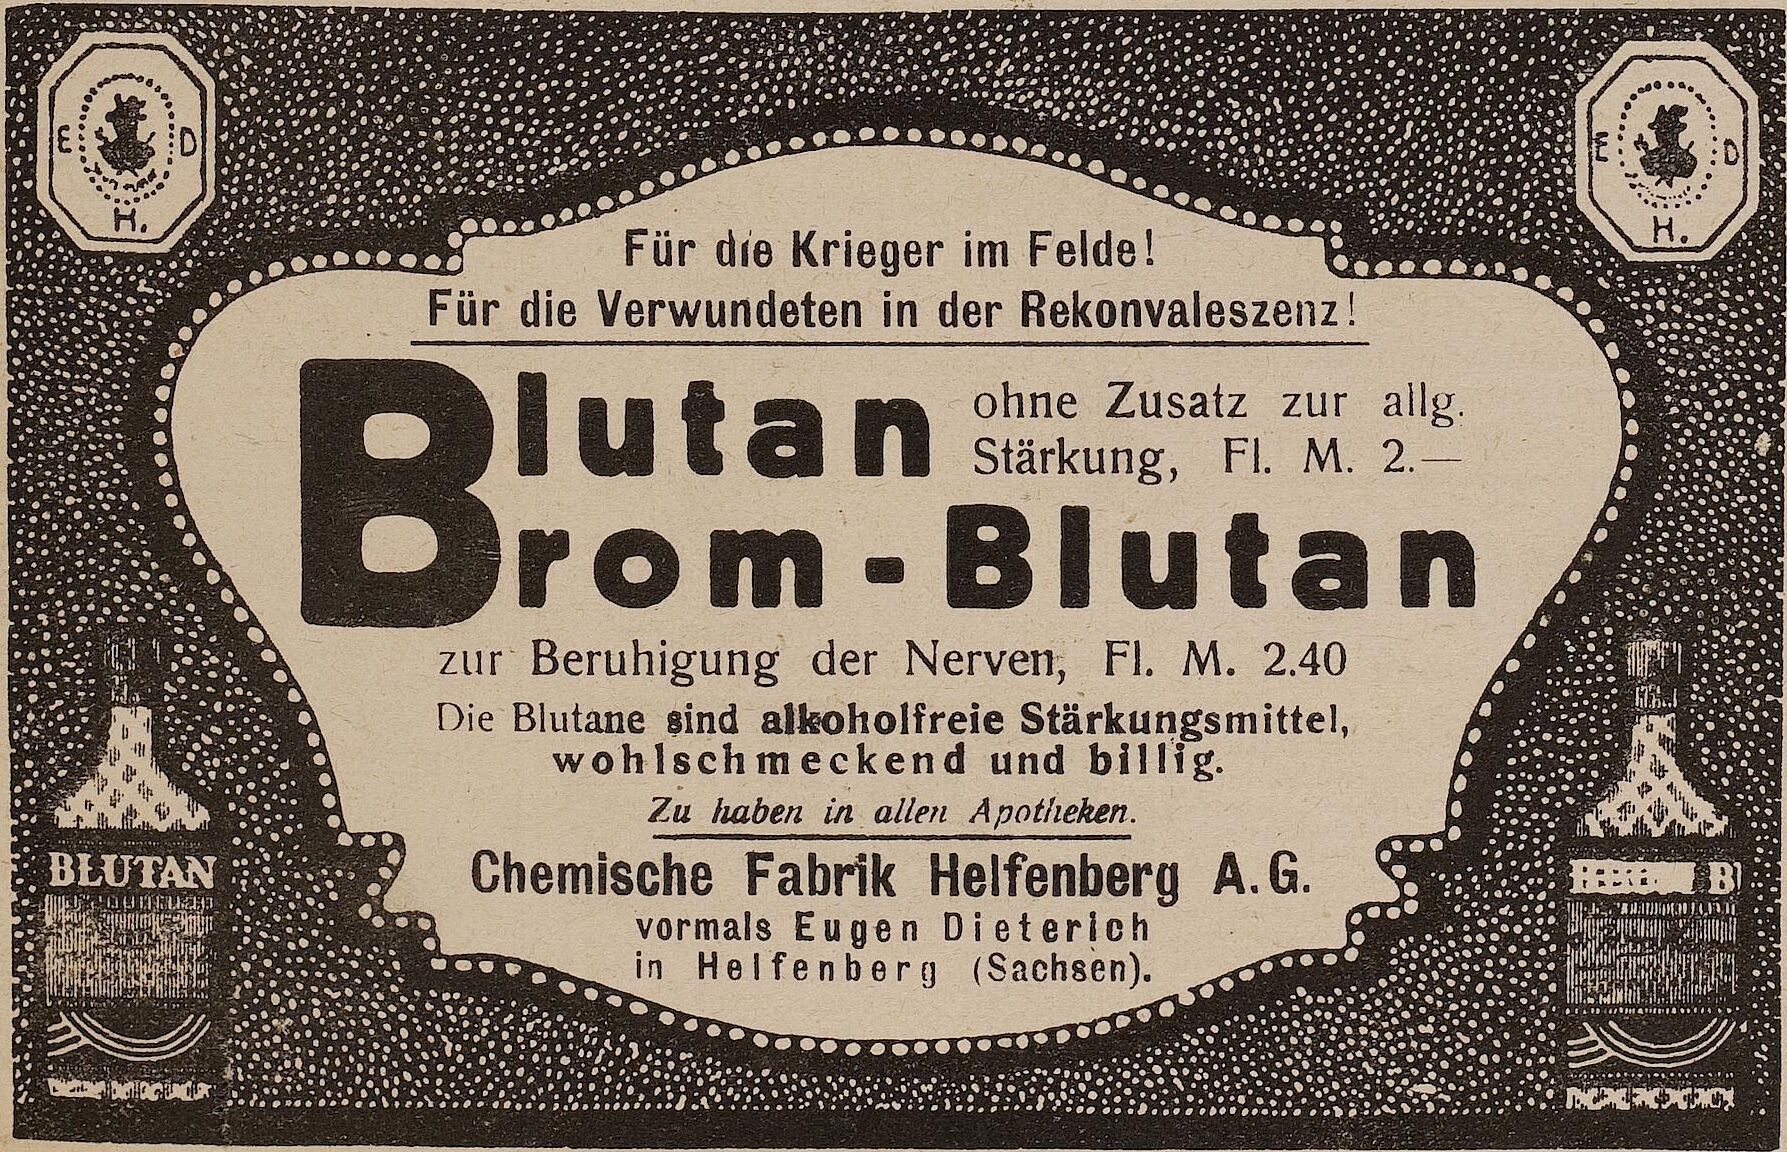 E D
H.
E D
H.
Für die Krieger im Felde!
Für die Verwundeten in der Rekonvaleszenz!
Blutan ohne Zusatz zur allg.
Stärkung, Fl. M. 2.—
Brom-Blutan
zur Beruhigung der Nerven, Fl. M. 2.40
Die Blutane sind alkoholfreie Stärkungsmittel,
wohlschmeckend und billig.
Zu haben in allen Apotheken.
Chemische Fabrik Helfenberg A.G.
vormals Eugen Dieterich
in Helfenberg (Sachsen).
BLUTAN
B